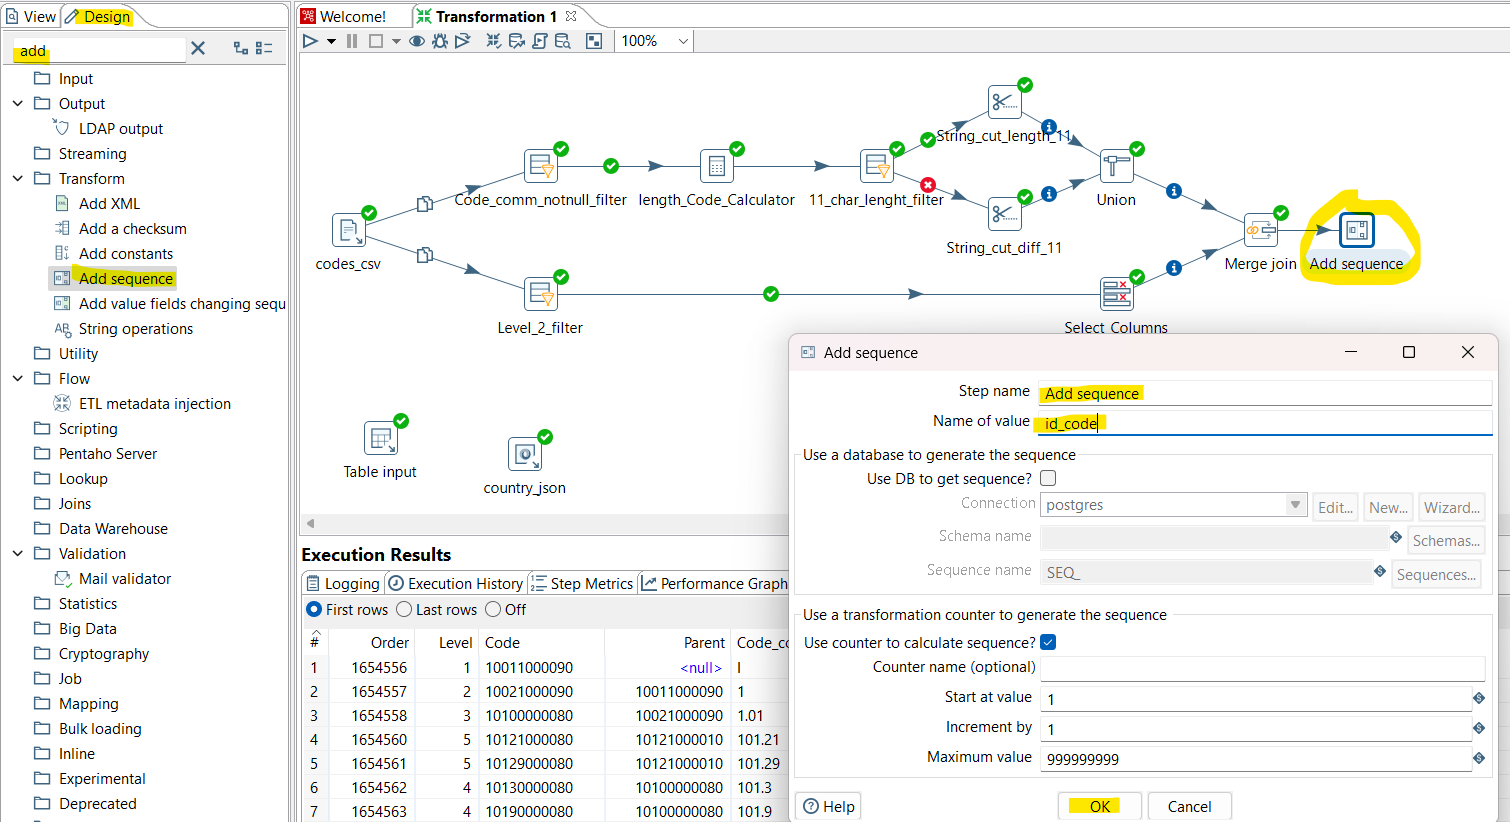 View
Design
add
Input
Output
LDAP output
Streaming
Transform
Add XML
Add a checksum
Add constants
Add sequence
Add value fields changing sequ
String operations
Utility
Flow
ETL metadata injection
Scripting
Pentaho Server
Lookup
Joins
Data Warehouse
Validation
Mail validator
Statistics
Big Data
Cryptography
Job
Mapping
Bulk loading
Inline
Experimental
Deprecated
Welcome!
Transformation 1
100%
String_cut_length_11
Code_comm_notnull_filter
length_Code_Calculator
11_char_lenght_filter
Union
String_cut_diff_11
codes_csv
Merge join
Add sequence
Level_2_filter
Select_Columns
Table input
country_json
Execution Results
Logging
Execution History
Step Metrics
Performance Graph
First rows
Last rows
Off
# Order Level Code Parent Code_co
1 1654556 1 10011000090 <null> I
2 1654557 2 10021000090 10011000090 1
3 1654558 3 10100000080 10021000090 1.01
4 1654560 5 10121000080 10121000010 101.21
5 1654561 5 10129000080 10121000010 101.29
6 1654562 4 10130000080 10100000080 101.3
7 1654563 4 10190000080 10100000080 101.9
Add sequence
Step name Add sequence
Name of value id_code
Use a database to generate the sequence
Use DB to get sequence?
Connection postgres Edit... New... Wizard...
Schema name Schemas...
Sequence name SEQ_ Sequences...
Use a transformation counter to generate the sequence
Use counter to calculate sequence?
Counter name (optional)
Start at value 1
Increment by 1
Maximum value 999999999
Help
OK
Cancel